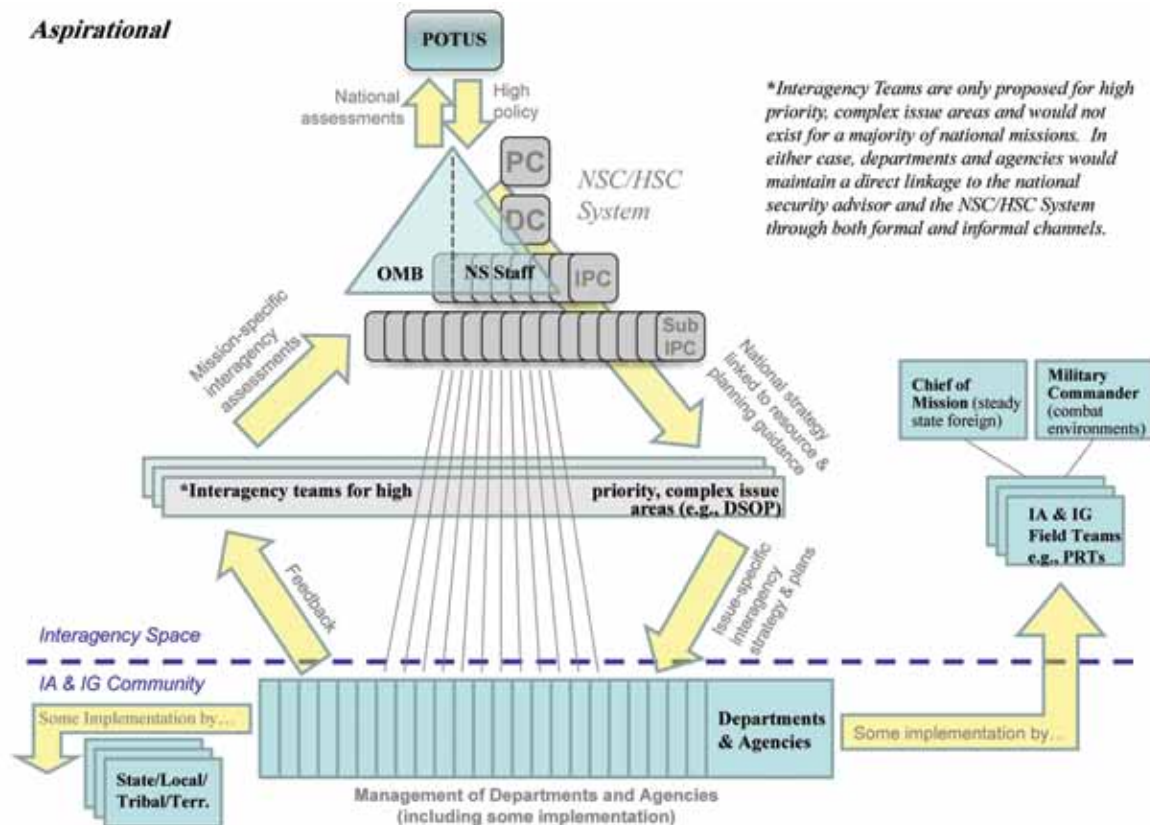 Aspirational
POTUS
National
assessments
High
policy
*Interagency Teams are only proposed for high
priority, complex issue areas and would not
exist for a majority of national missions. In
either case, departments and agencies would
maintain a direct linkage to the national
security advisor and the NSC/HSC System
through both formal and informal channels.
PC
NSC/HSC
System
DC
OMB
NS Staff
IPC
Sub
IPC
Mission-specific
interagency
assessments
National strategy
linked to resource &
planning guidance
Chief of
Mission (steady
state foreign)
Military
Commander
(combat
environments)
*Interagency teams for high
priority, complex issue
areas (e.g., DSOP)
IA & IG
Field Teams
e.g., PRTs
Feedback
Issue-specific
interagency
strategy & plans
Interagency Space
IA & IG Community
Some Implementation by…
Departments
& Agencies
Some implementation by…
State/Local/
Tribal/Terr.
Management of Departments and Agencies
(including some implementation)